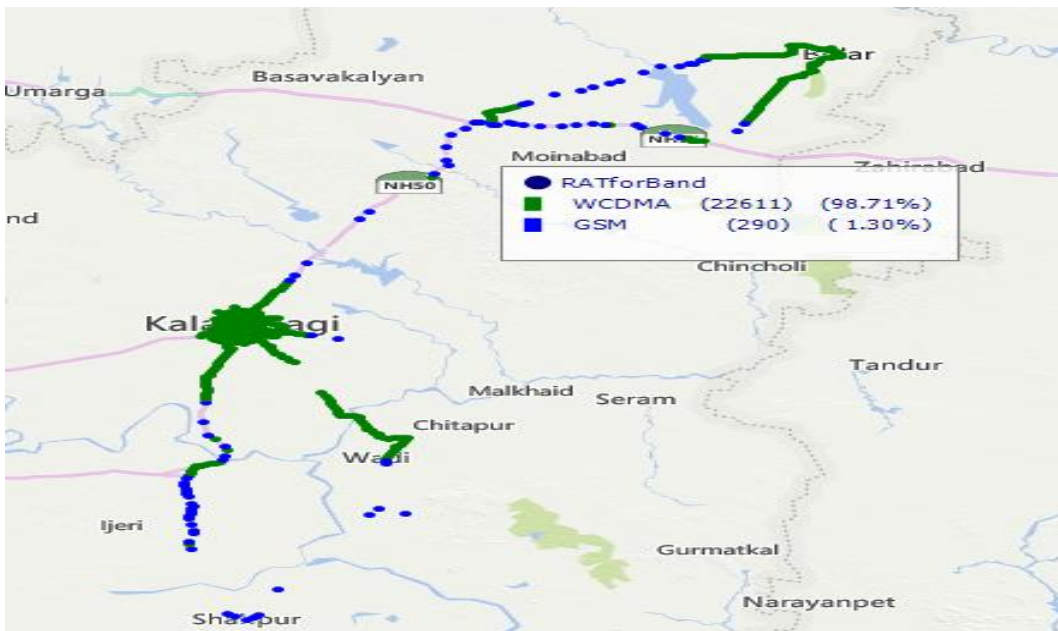 Basavakalyan
Umarga
Moinabad
Zahirabad
NH50
RATforBand
WCDMA (22611) (98.71%)
GSM (290) ( 1.30%)
nd
Chincholi
Tandur
Malkhaid
Seram
Chitapur
Ijeri
Gurmatkal
Narayanpet